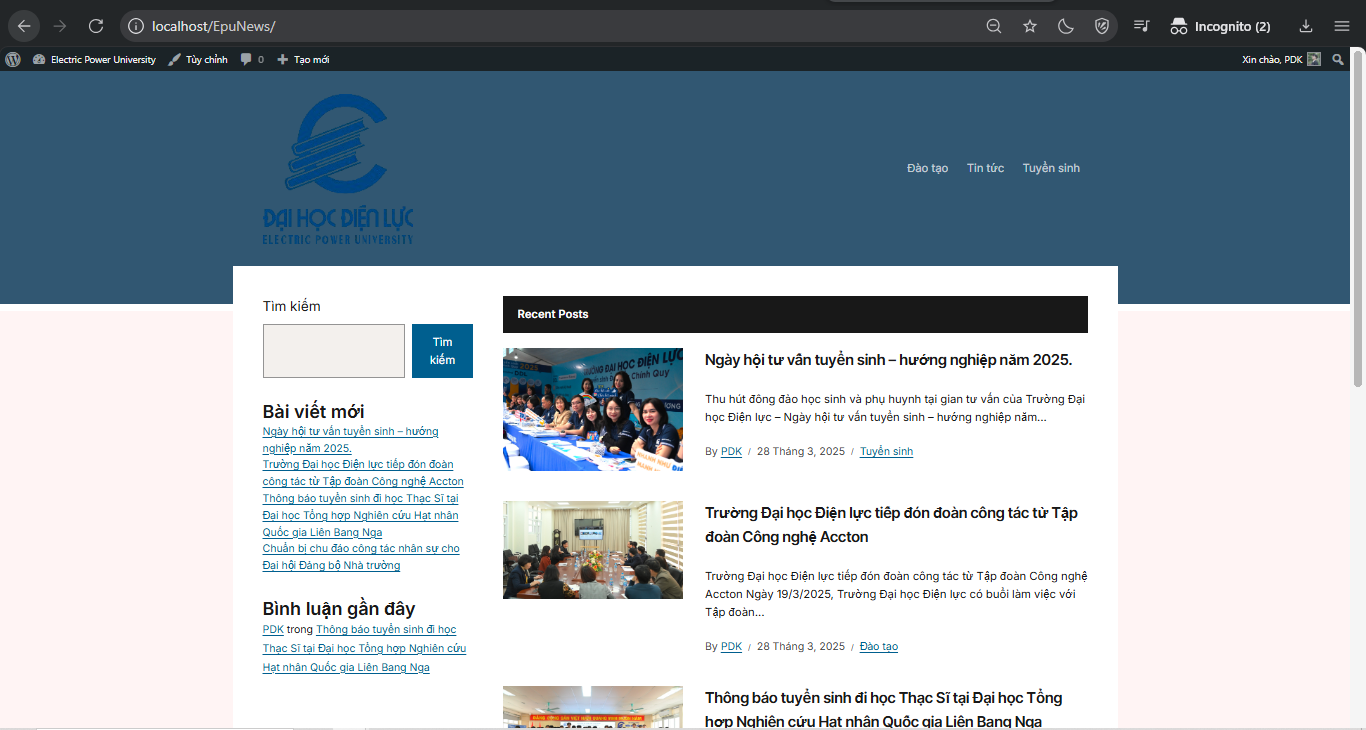 localhost/EpuNews/
Incognito (2)
Electric Power University
Tùy chỉnh
0
Tạo mới
Xin chào, PDK
ĐẠI HỌC ĐIỆN LỰC
ELECTRIC POWER UNIVERSITY
Đào tạo
Tin tức
Tuyển sinh
Tìm kiếm
Tìm
kiếm
Bài viết mới
Ngày hội tư vấn tuyển sinh – hướng
nghiệp năm 2025.
Trường Đại học Điện lực tiếp đón đoàn
công tác từ Tập đoàn Công nghệ Accton
Thông báo tuyển sinh đi học Thạc Sĩ tại
Đại học Tổng hợp Nghiên cứu Hạt nhân
Quốc gia Liên Bang Nga
Chuẩn bị chu đáo công tác nhân sự cho
Đại hội Đảng bộ Nhà trường
Bình luận gần đây
PDK trong Thông báo tuyển sinh đi học
Thạc Sĩ tại Đại học Tổng hợp Nghiên cứu
Hạt nhân Quốc gia Liên Bang Nga
Recent Posts
Ngày hội tư vấn tuyển sinh – hướng nghiệp năm 2025.
Thu hút đông đảo học sinh và phụ huynh tại gian tư vấn của Trường Đại
học Điện lực – Ngày hội tư vấn tuyển sinh – hướng nghiệp năm...
By PDK / 28 Tháng 3, 2025 / Tuyển sinh
Trường Đại học Điện lực tiếp đón đoàn công tác từ Tập
đoàn Công nghệ Accton
Trường Đại học Điện lực tiếp đón đoàn công tác từ Tập đoàn Công nghệ
Accton Ngày 19/3/2025, Trường Đại học Điện lực có buổi làm việc với
Tập đoàn...
By PDK / 28 Tháng 3, 2025 / Đào tạo
Thông báo tuyển sinh đi học Thạc Sĩ tại Đại học Tổng
hợp Nghiên cứu Hạt nhân Quốc gia Liên Bang Nga